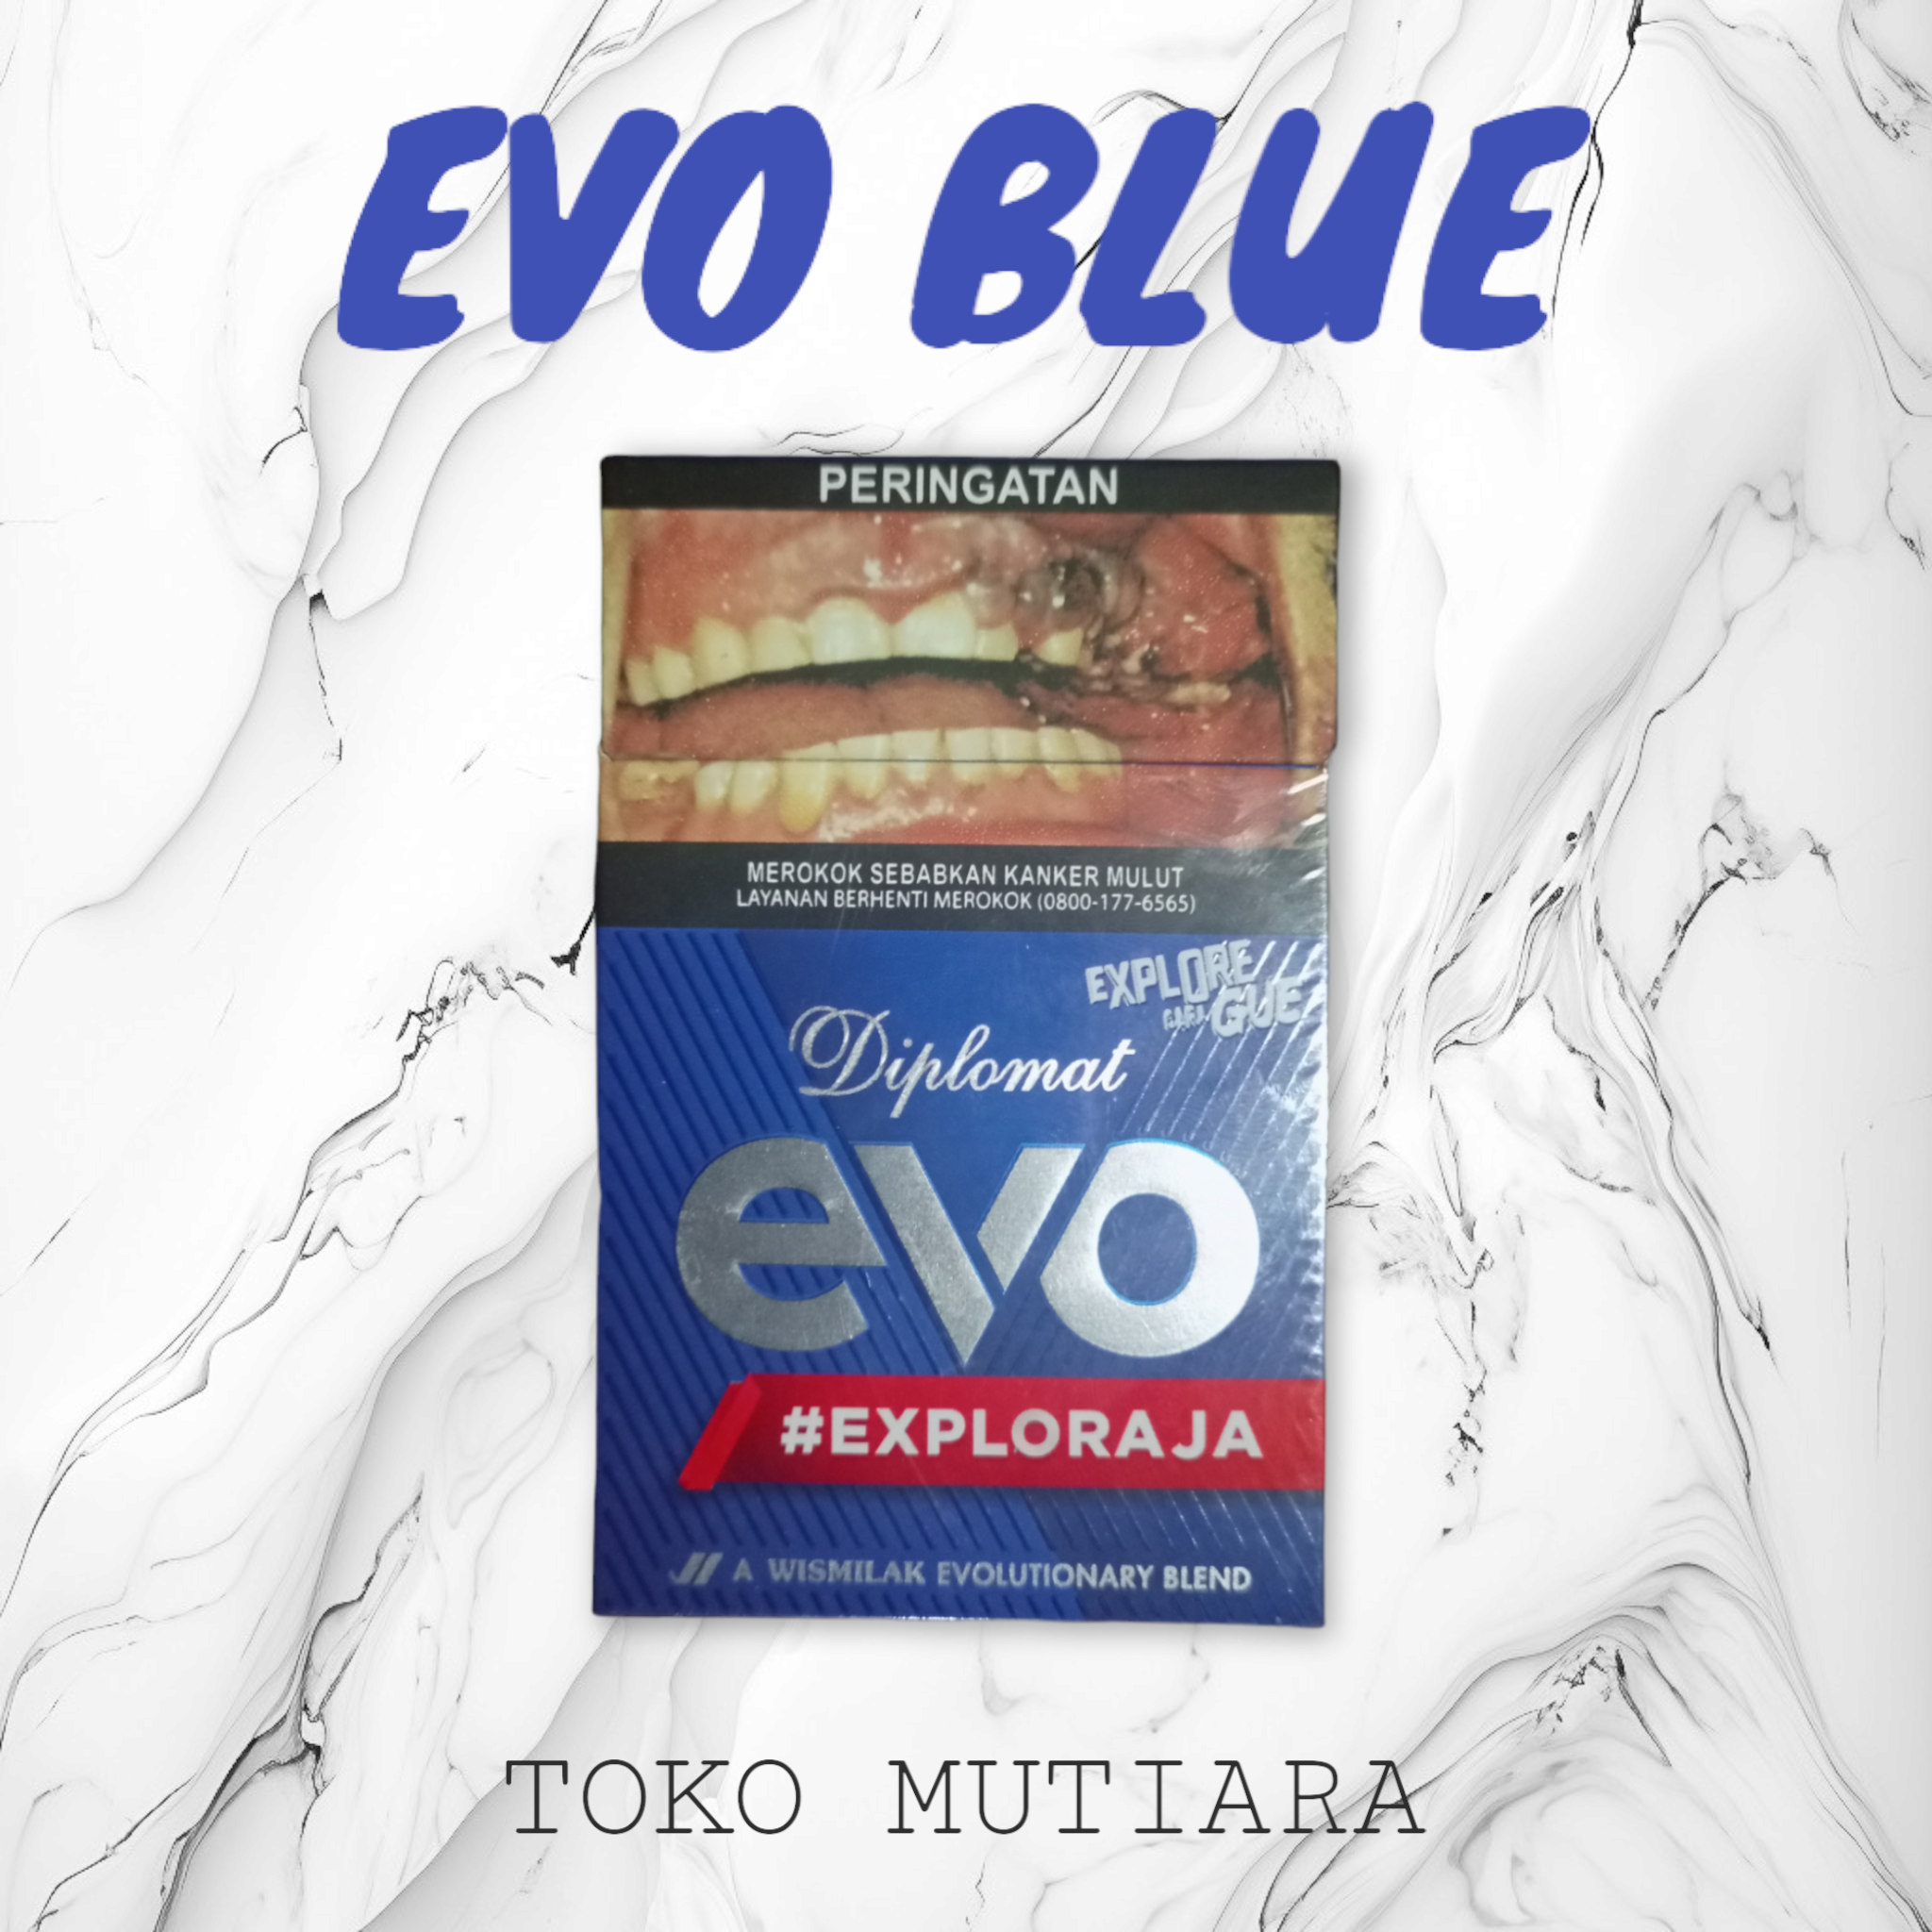 EVO BLUE
PERINGATAN
MEROKOK SEBABKAN KANKER MULUT
LAYANAN BERHENTI MEROKOK (0800-177-6565)
EXPLORE
GUE
Diplomat
evo
#EXPLORAJA
A WISMILAK EVOLUTIONARY BLEND
TOKO MUTIARA